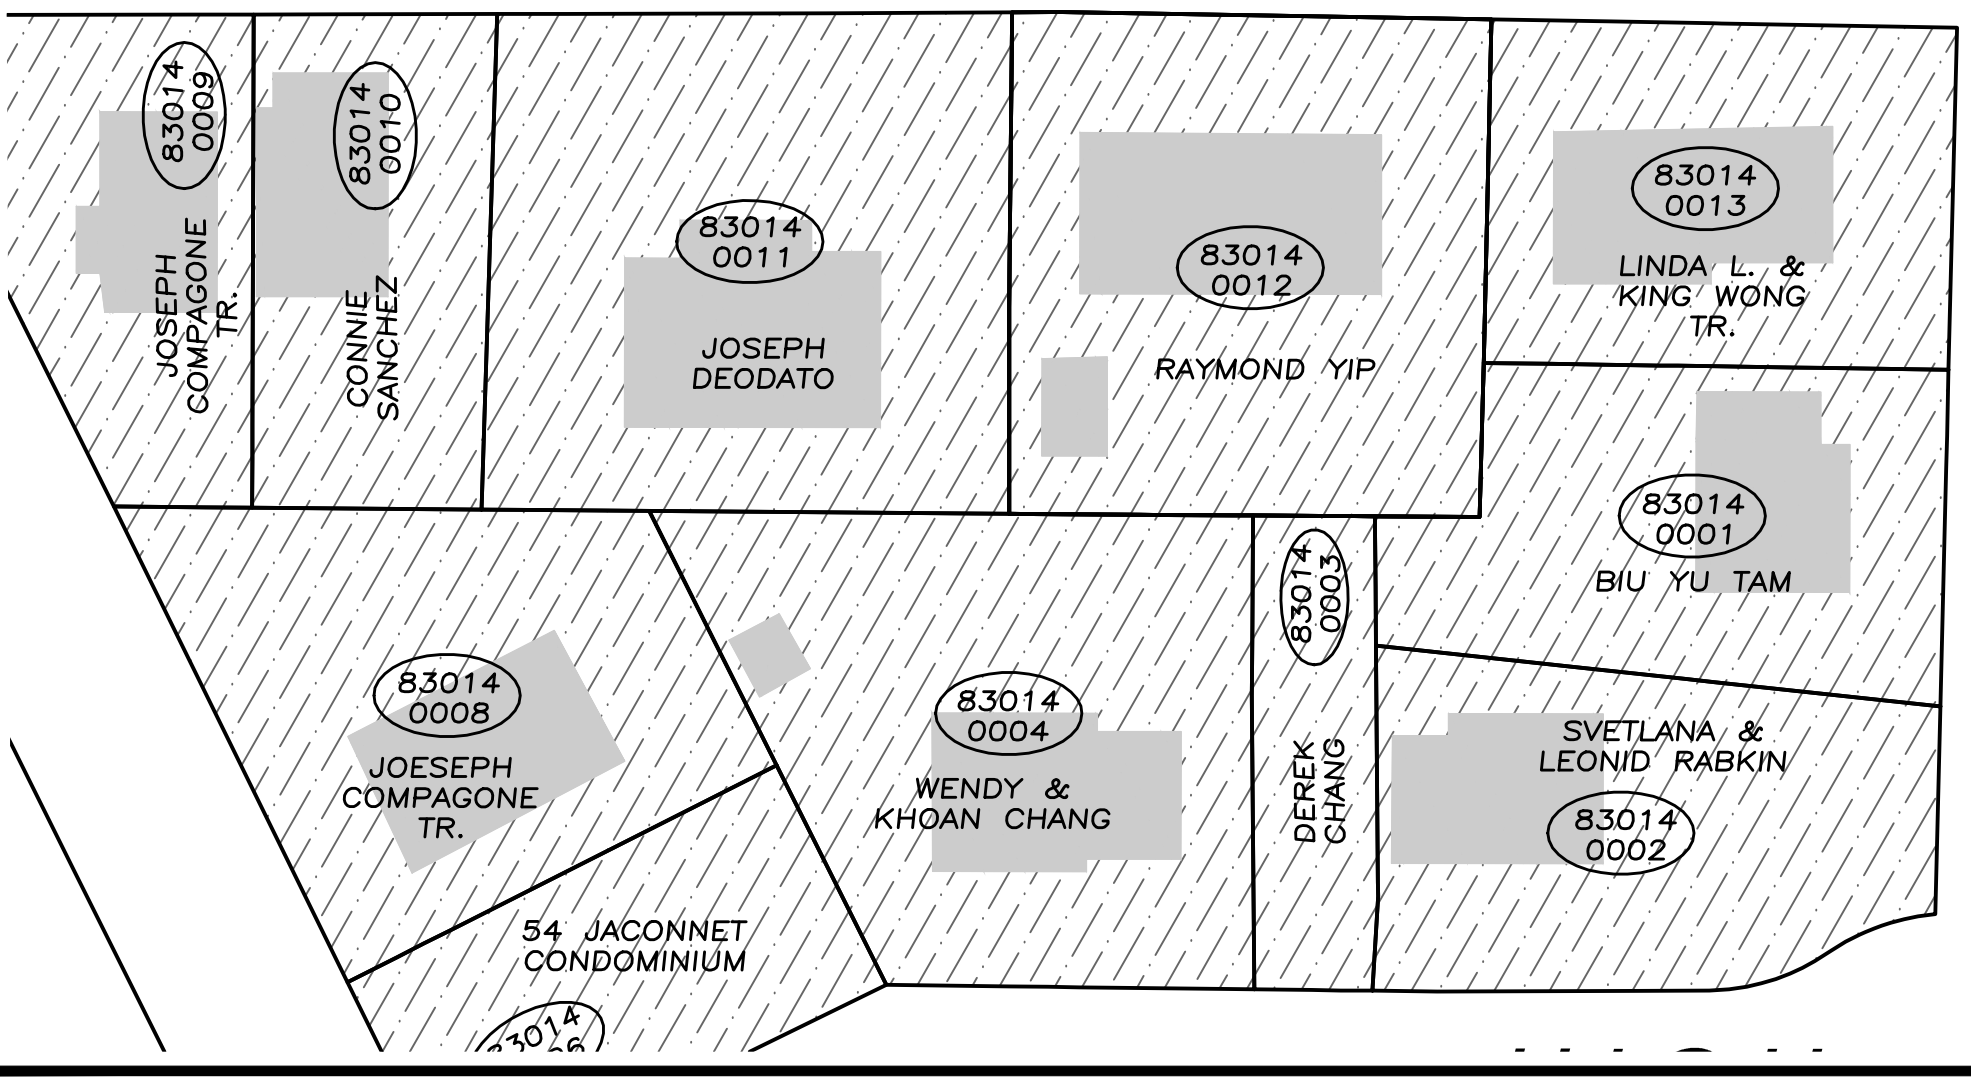 83014
0009
JOSEPH
COMPAGONE
TR.
83014
0010
CONNIE
SANCHEZ
83014
0011
JOSEPH
DEODATO
83014
0012
RAYMOND YIP
83014
0013
LINDA L. &
KING WONG
TR.
83014
0001
BIU YU TAM
83014
0008
JOESEPH
COMPAGONE
TR.
83014
0004
WENDY &
KHOAN CHANG
83014
0003
DEREK
CHANG
SVETLANA &
LEONID RABKIN
83014
0002
54 JACONNET
CONDOMINIUM